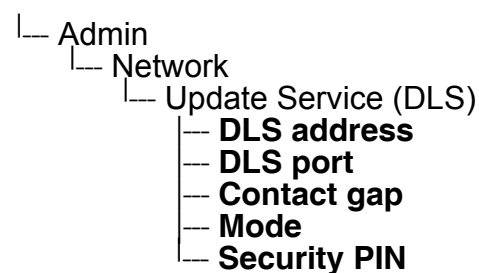 |--- Admin
|--- Network
|--- Update Service (DLS)
|--- DLS address
|--- DLS port
|--- Contact gap
|--- Mode
|--- Security PIN